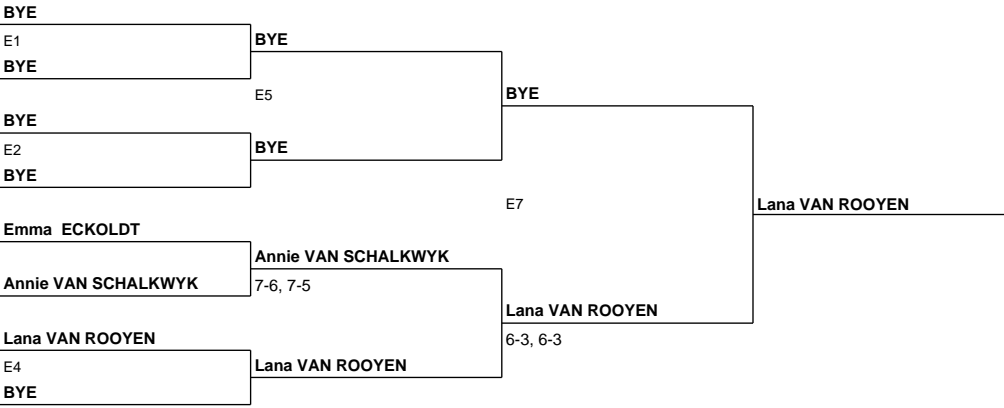 BYE
E1
BYE
BYE
E5
BYE
BYE
E2
BYE
BYE
E7
Lana VAN ROOYEN
Emma ECKOLDT
Annie VAN SCHALKWYK
Annie VAN SCHALKWYK
7-6, 7-5
Lana VAN ROOYEN
6-3, 6-3
Lana VAN ROOYEN
E4
Lana VAN ROOYEN
BYE